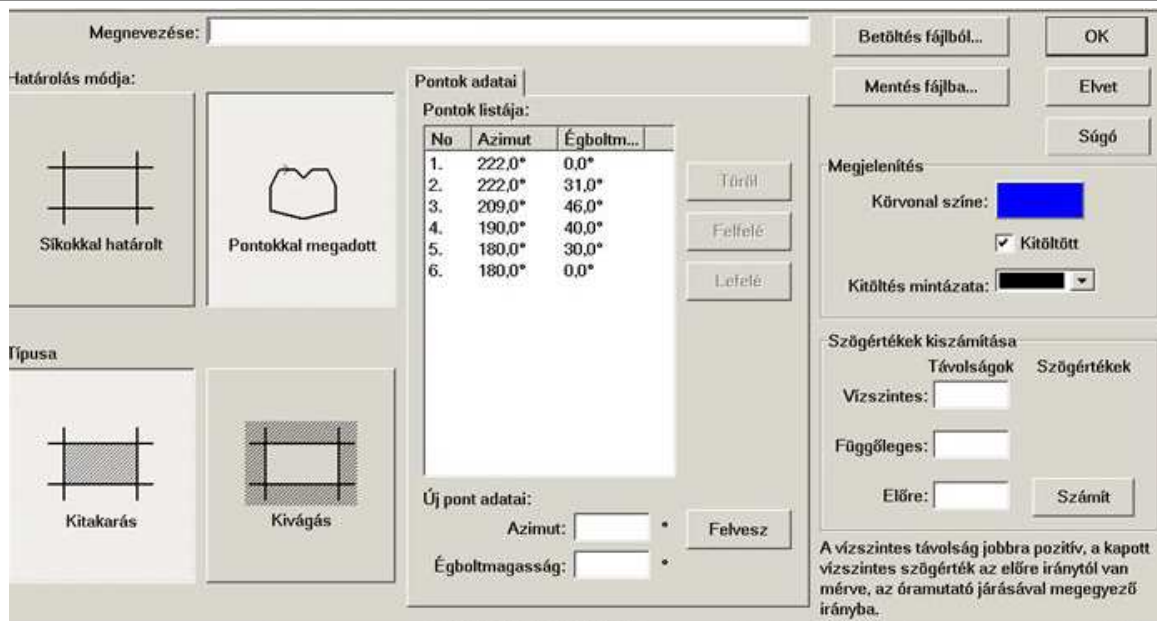 Megnevezése:
Betöltés fájlból...
OK
Határolás módja:
Mentés fájlba...
Elvet
Súgó
Síkokkal határolt
Pontokkal megadott
Pontok adatai
Pontok listája:
No Azimut Égboltm...
1. 222,0° 0,0°
2. 222,0° 31,0°
3. 209,0° 46,0°
4. 190,0° 40,0°
5. 180,0° 30,0°
6. 180,0° 0,0°
Töröl
Felfelé
Lefelé
Megjelenítés
Körvonal színe:
Kitöltött
Kitöltés mintázata:
Típusa
Kitakarás
Kivágás
Új pont adatai:
Azimut: °
Felvesz
Égboltmagasság: °
Szögértékek kiszámítása
Távolságok Szögértékek
Vízszintes:
Függőleges:
Előre:
Számít
A vízszintes távolság jobbra pozitív, a kapott
vízszintes szögérték az előre iránytól van
mérve, az óramutató járásával megegyező
irányba.